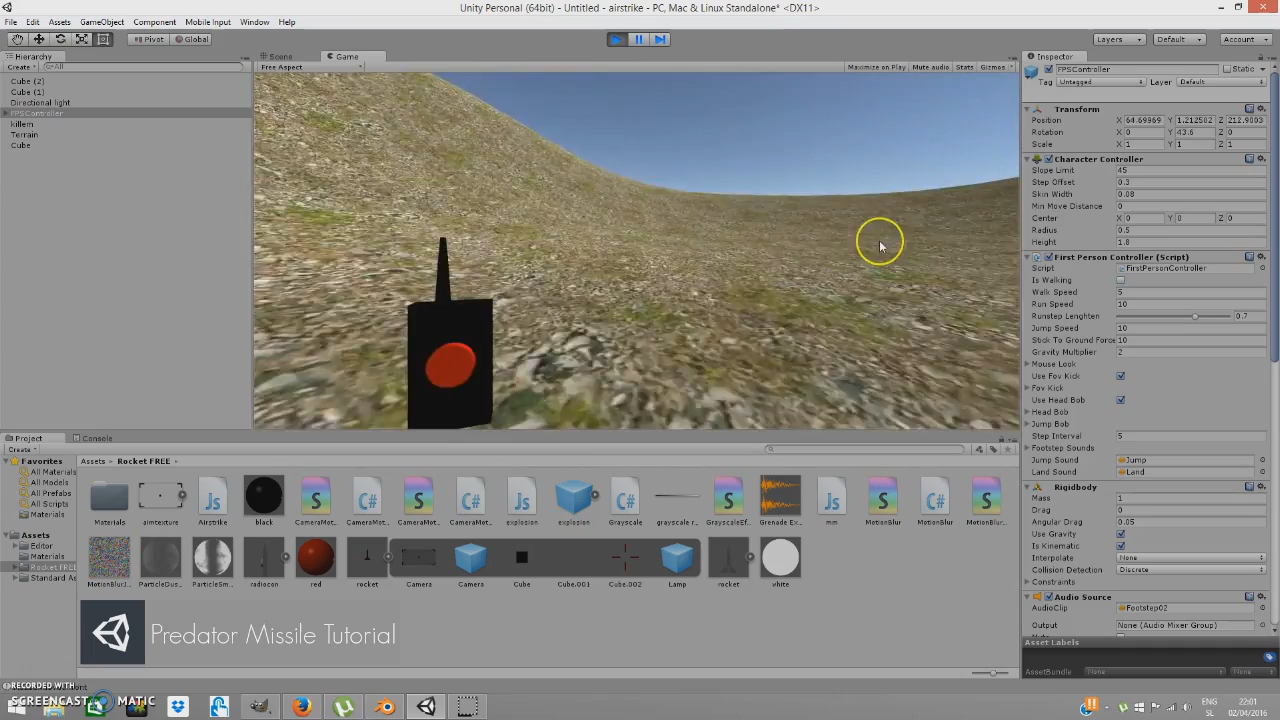 Unity Personal (64bit) - Untitled - airstrike - PC, Mac & Linux Standalone* <DX11>
File Edit Assets GameObject Component Mobile Input Window Help
Pivot Global Layers Default Account
Hierarchy Scene Game Inspector
Create All Free Aspect Maximize on Play Mute audio Stats Gizmos
FPSController Static
Tag Untagged Layer Default
Cube (2)
Cube (1)
Directional light
FPSController
killem
Terrain
Cube
Transform
Position X 64.69969 Y 1.212502 Z 212.9003
Rotation X 0 Y 43.6 Z 0
Scale X 1 Y 1 Z 1
Character Controller
Slope Limit 45
Step Offset 0.3
Skin Width 0.08
Min Move Distance 0
Center X 0 Y 0 Z 0
Radius 0.5
Height 1.8
First Person Controller (Script)
Script FirstPersonController
Is Walking
Walk Speed 5
Run Speed 10
Runstep Lenghten 0.7
Jump Speed 10
Stick To Ground Force 10
Gravity Multiplier 2
Mouse Look
Use Fov Kick
Fov Kick
Use Head Bob
Head Bob
Jump Bob
Step Interval 5
Footstep Sounds
Jump Sound Jump
Land Sound Land
Rigidbody
Mass 1
Drag 0
Angular Drag 0.05
Use Gravity
Is Kinematic
Interpolate None
Collision Detection Discrete
Constraints
Audio Source
AudioClip Footstep02
Output None (Audio Mixer Group)
Asset Labels
AssetBundle None None
Project Console
Create
Favorites
All Materials
All Models
All Prefabs
All Scripts
Materials
Assets
Editor
Materials
Rocket FREE
Standard As
Assets Rocket FREE
Materials aimtexture Airstrike black CameraMot... CameraMot... CameraMot... CameraMot... explosion explosion Grayscale grayscale r... GrayscaleEf... Grenade Ex... mm MotionBlur MotionBlur MotionBlur...
MotionBlur... ParticleDus... ParticleSm... radiocon red rocket Camera Camera Cube Cube.001 Cube.002 Lamp rocket white
Predator Missile Tutorial
RECORDED WITH
SCREENCAST MATIC
ENG 22:01
SL 02/04/2016